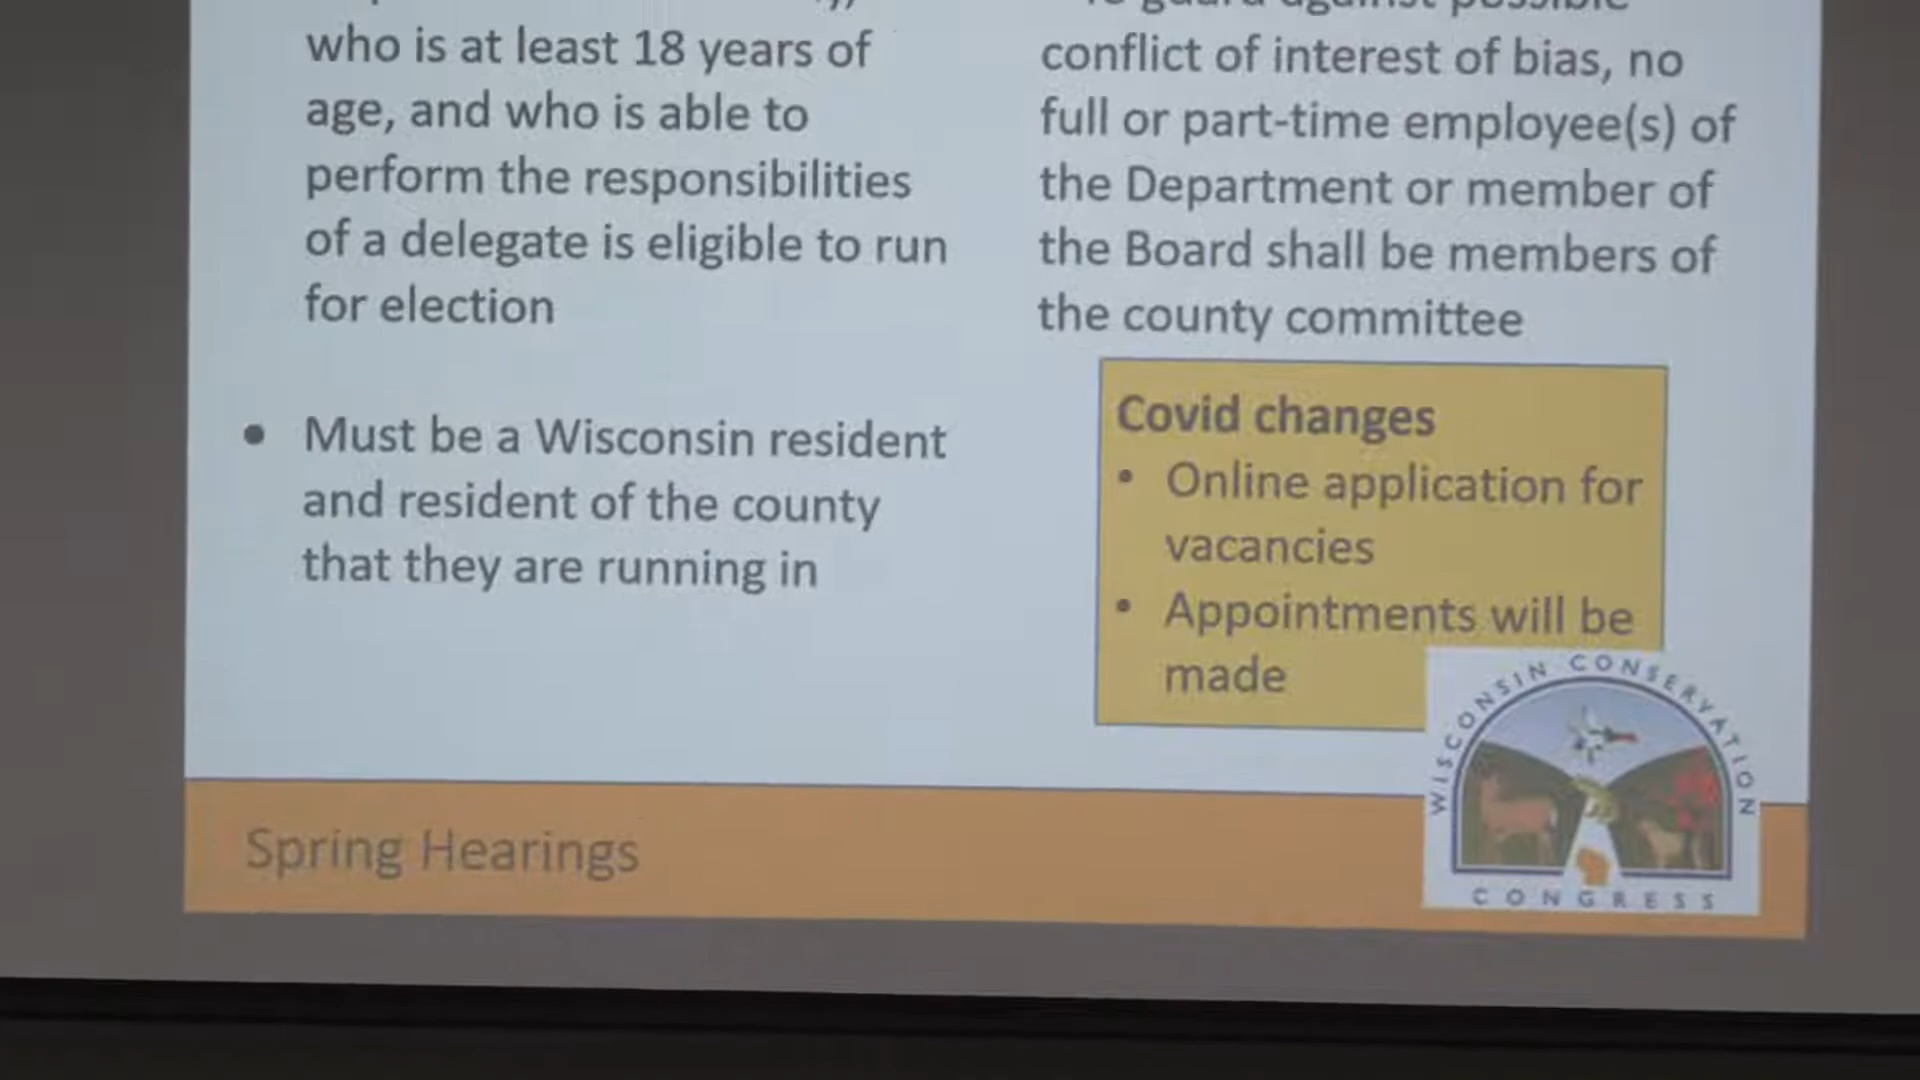 who is at least 18 years of
age, and who is able to
perform the responsibilities
of a delegate is eligible to run
for election
• Must be a Wisconsin resident
and resident of the county
that they are running in
To guard against possible
conflict of interest of bias, no
full or part-time employee(s) of
the Department or member of
the Board shall be members of
the county committee
Covid changes
• Online application for
vacancies
• Appointments will be
made
Spring Hearings
WISCONSIN CONSERVATION
CONGRESS